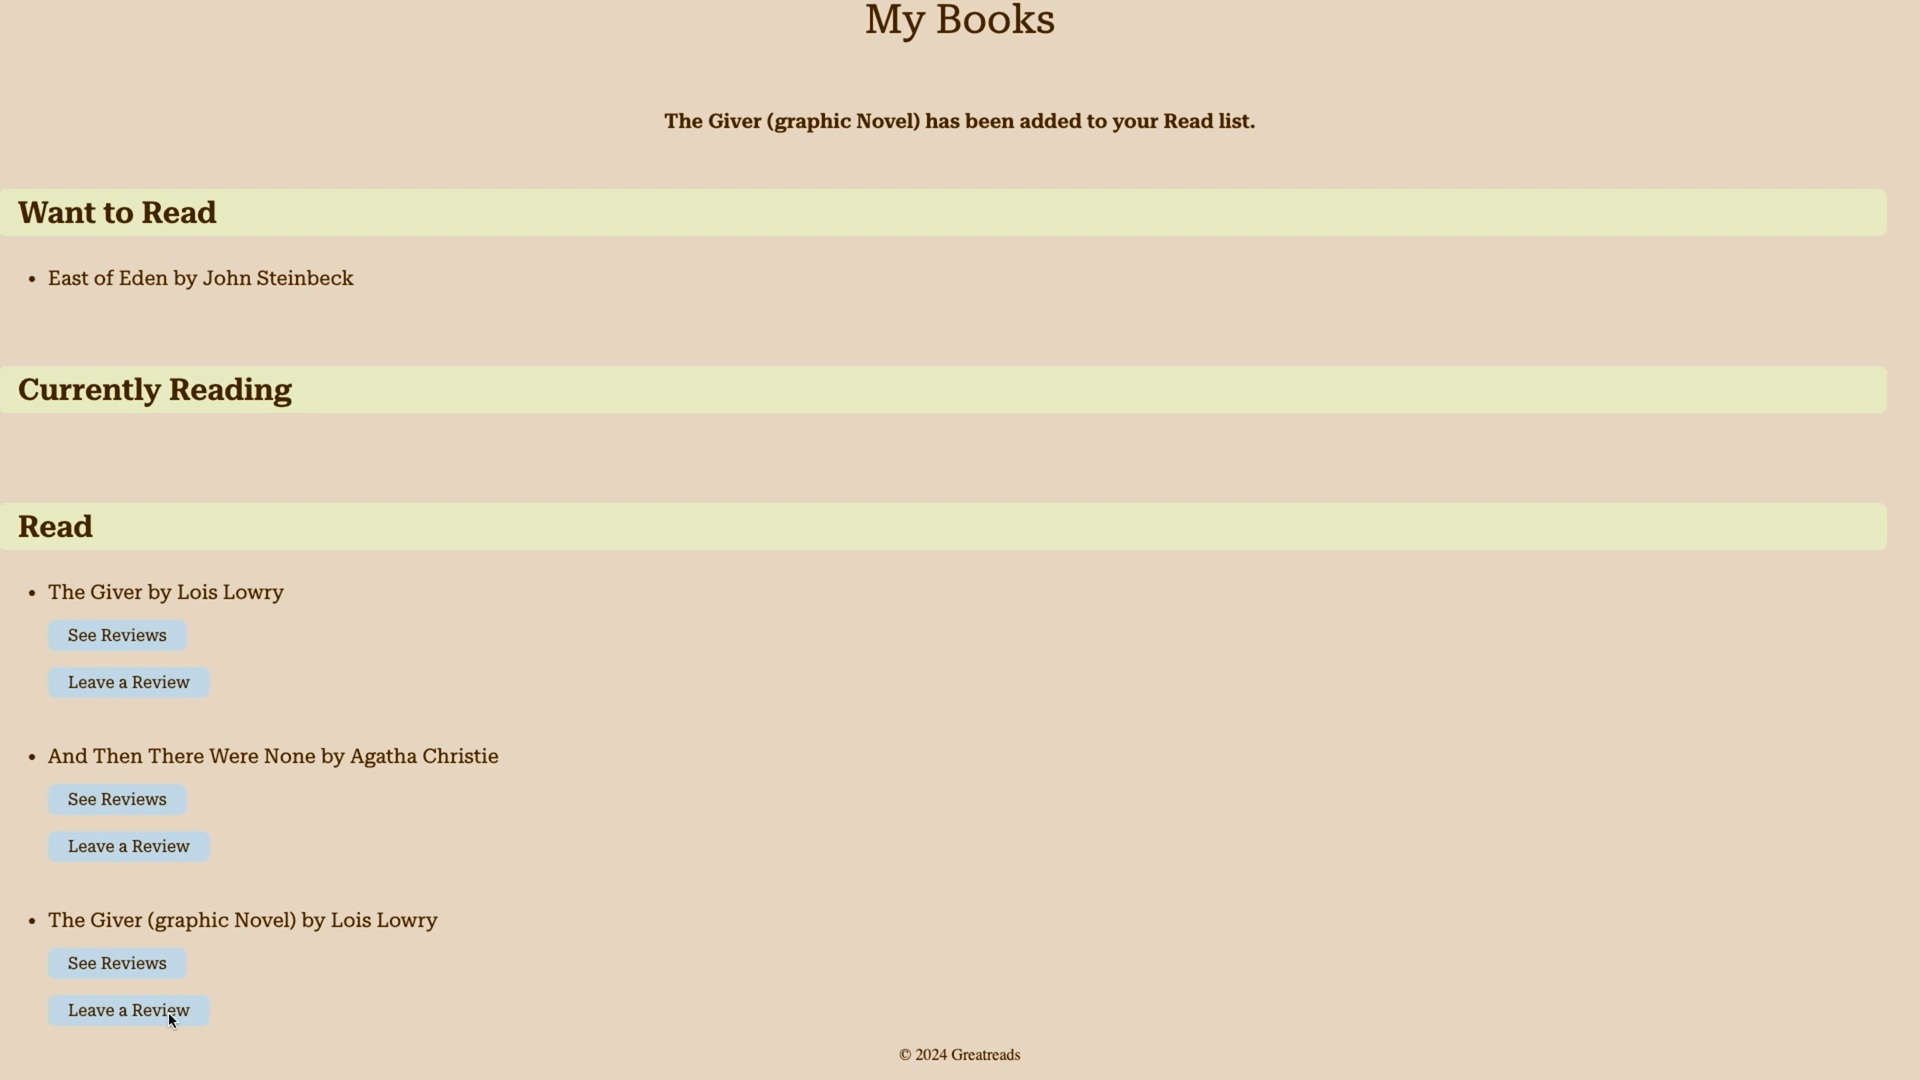 My Books
The Giver (graphic Novel) has been added to your Read list.
Want to Read
• East of Eden by John Steinbeck
Currently Reading
Read
• The Giver by Lois Lowry
See Reviews
Leave a Review
• And Then There Were None by Agatha Christie
See Reviews
Leave a Review
• The Giver (graphic Novel) by Lois Lowry
See Reviews
Leave a Review
© 2024 Greatreads